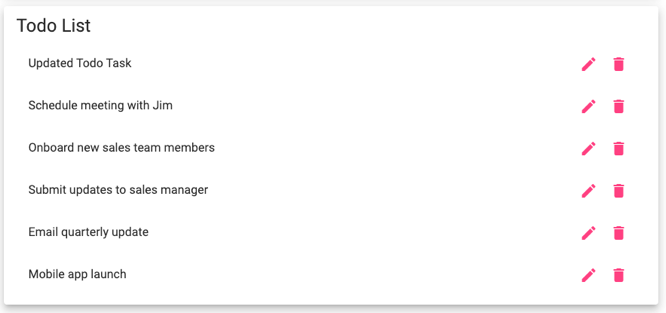 Todo List
Updated Todo Task
Schedule meeting with Jim
Onboard new sales team members
Submit updates to sales manager
Email quarterly update
Mobile app launch